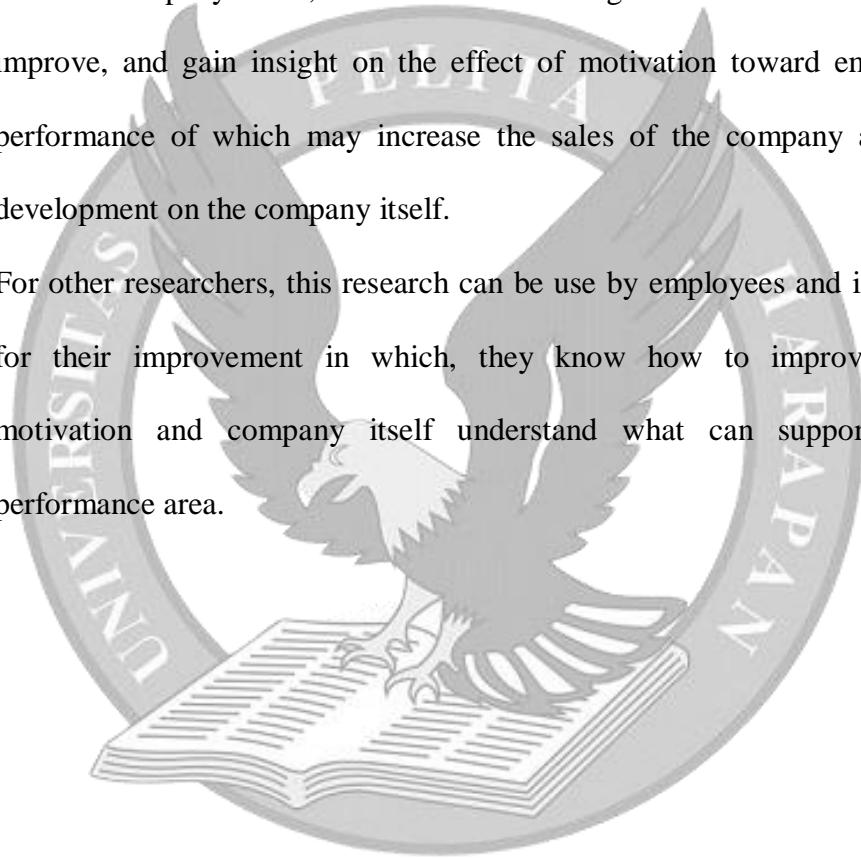 improve, and gain insight on the effect of motivation toward
performance of which may increase the sales of the company
development on the company itself.
For other researchers, this research can be use by employees and
for their improvement in which, they know how to
motivation and company itself understand what can
performance area.
UNIVERSITAS PELITA HARAPAN